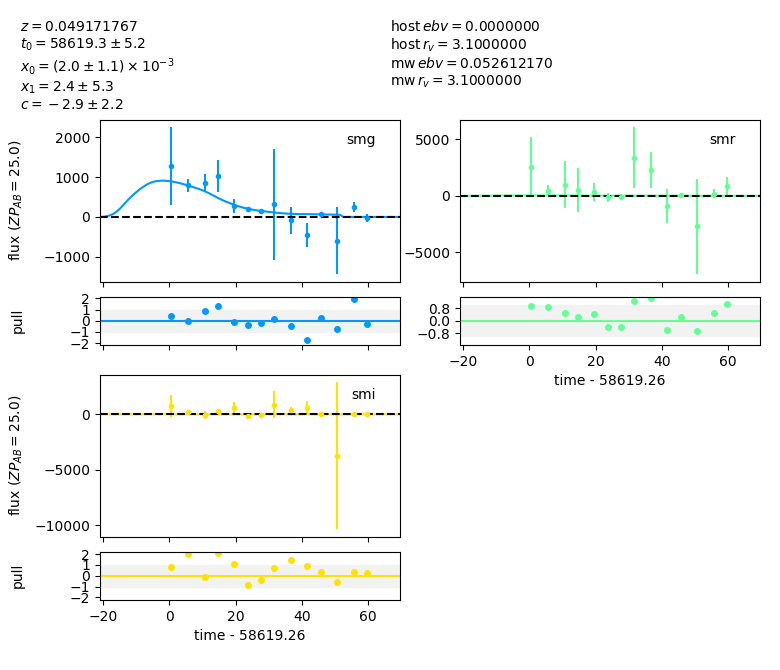 z = 0.049171767
t₀ = 58619.3 ± 5.2
x₀ = (2.0 ± 1.1) × 10⁻³
x₁ = 2.4 ± 5.3
c = −2.9 ± 2.2
host ebv = 0.0000000
host r_v = 3.1000000
mw ebv = 0.052612170
mw r_v = 3.1000000
smg
2000
1000
0
−1000
flux (ZP_AB = 25.0)
2
1
0
−1
−2
pull
smr
5000
0
−5000
0.8
0.0
−0.8
−20 0 20 40 60
time - 58619.26
smi
0
−5000
−10000
flux (ZP_AB = 25.0)
2
1
0
−1
−2
pull
−20 0 20 40 60
time - 58619.26